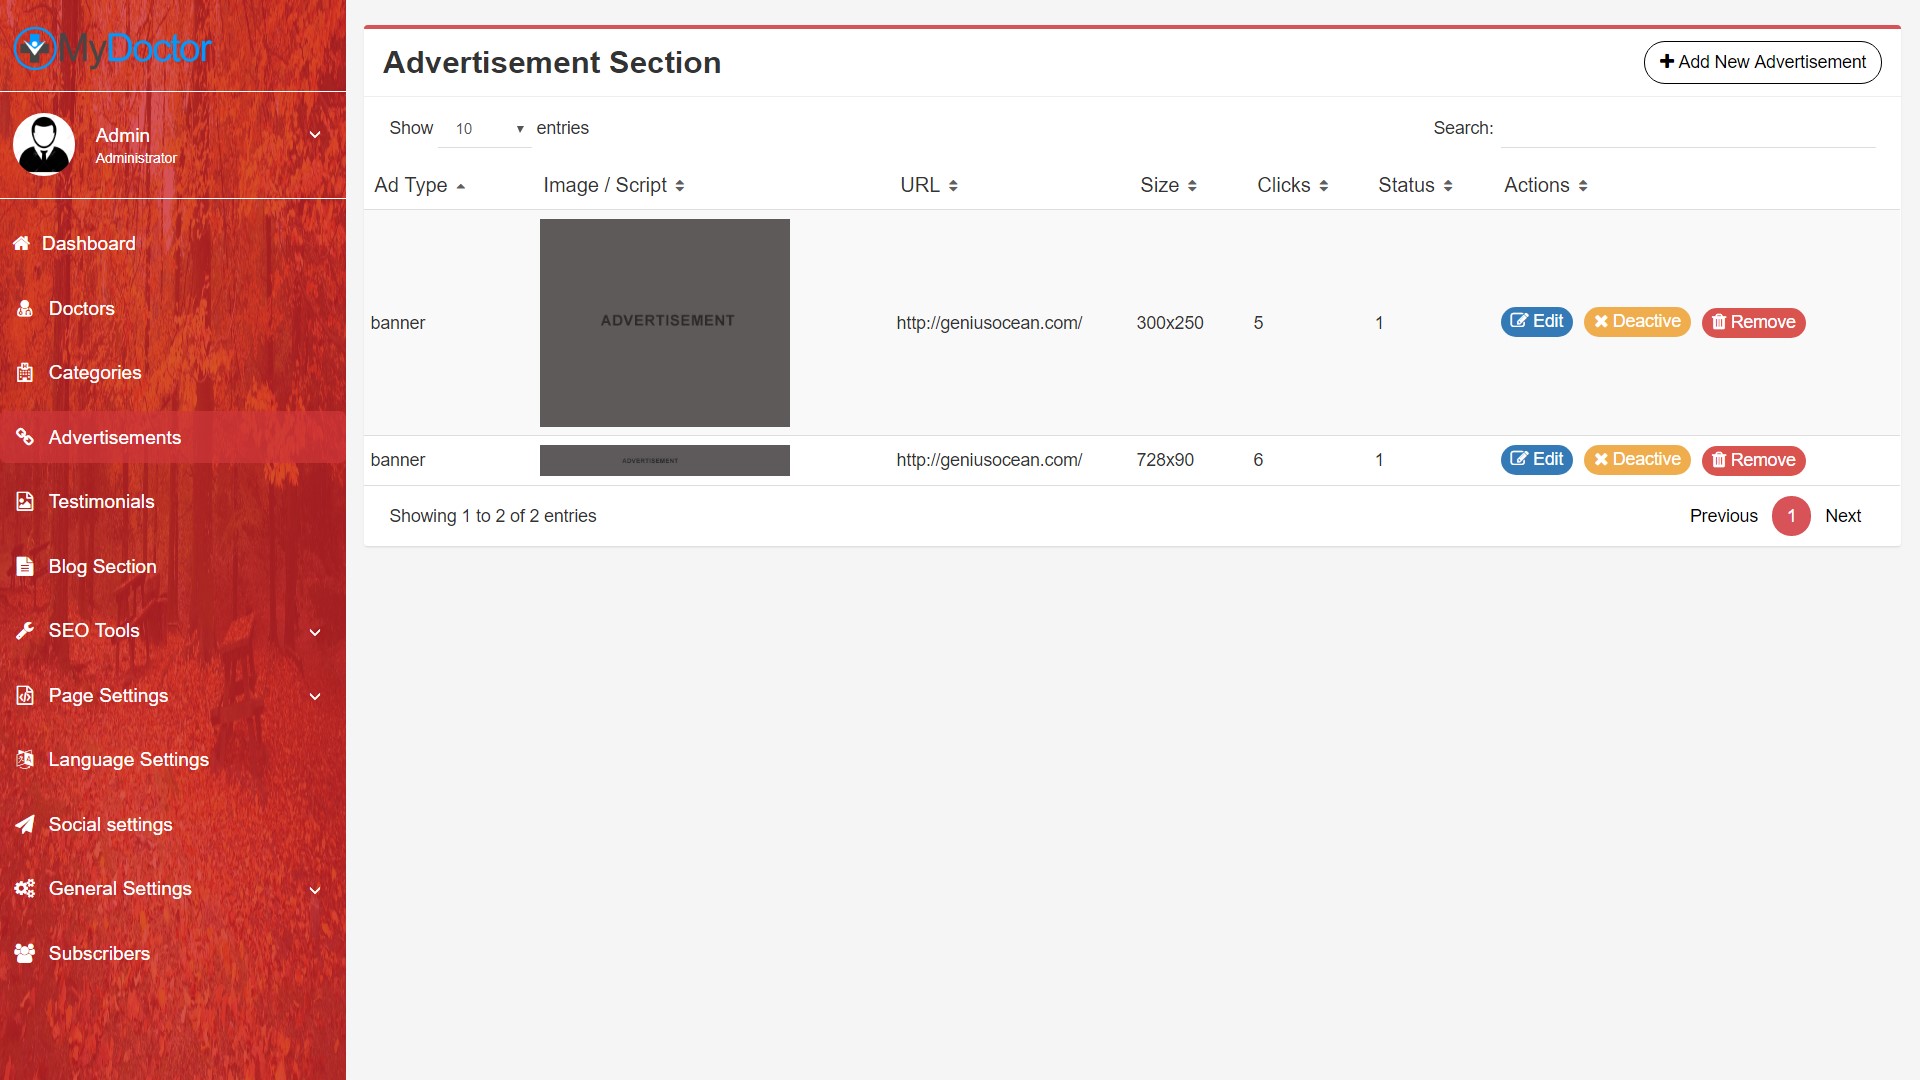 MyDoctor
Admin
Administrator
Dashboard
Doctors
Categories
Advertisements
Testimonials
Blog Section
SEO Tools
Page Settings
Language Settings
Social settings
General Settings
Subscribers
Advertisement Section
Add New Advertisement
Show 10 entries
Search:
Ad Type Image / Script URL Size Clicks Status Actions
ADVERTISEMENT
banner http://geniusocean.com/ 300x250 5 1 Edit Deactive Remove
ADVERTISEMENT
banner http://geniusocean.com/ 728x90 6 1 Edit Deactive Remove
Showing 1 to 2 of 2 entries
Previous 1 Next